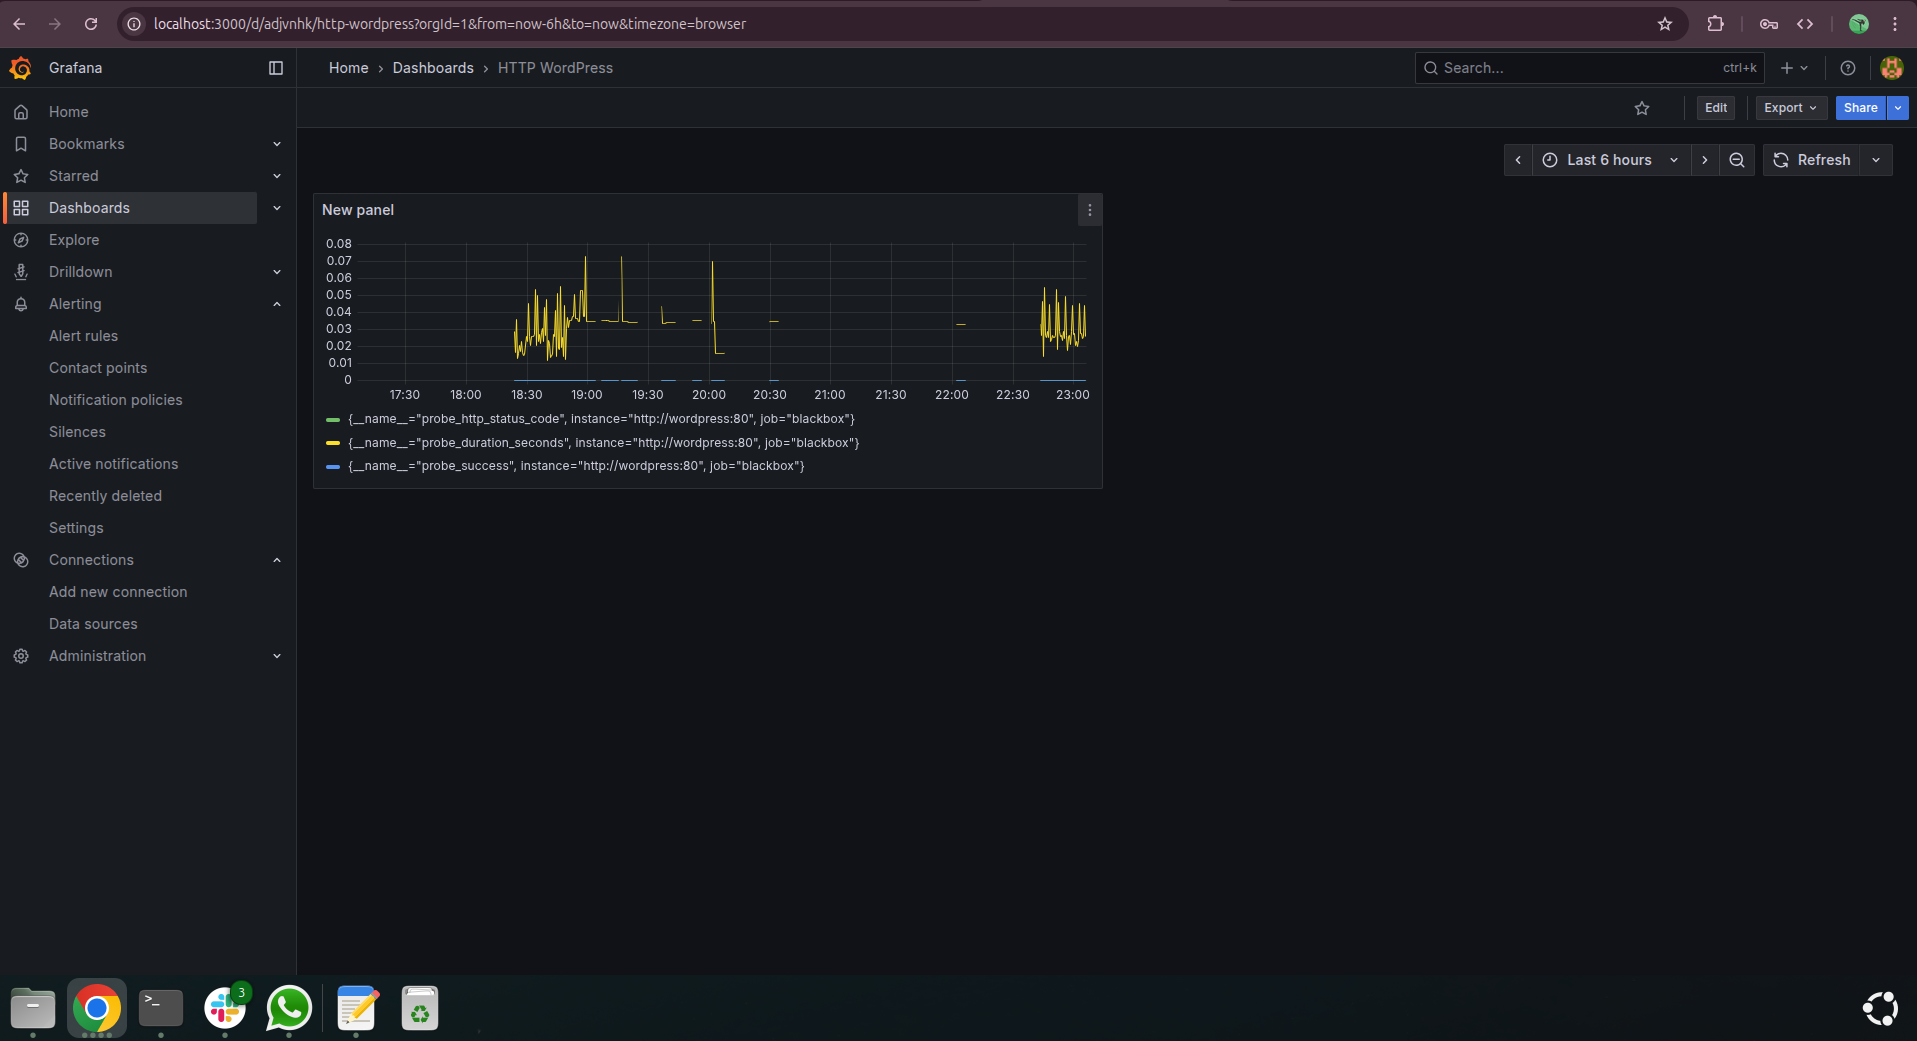 localhost:3000/d/adjvnhk/http-wordpress?orgId=1&from=now-6h&to=now&timezone=browser
Grafana
Home › Dashboards › HTTP WordPress
Search... ctrl+k
Edit
Export
Share
Home
Bookmarks
Starred
Dashboards
Explore
Drilldown
Alerting
Alert rules
Contact points
Notification policies
Silences
Active notifications
Recently deleted
Settings
Connections
Add new connection
Data sources
Administration
Last 6 hours
Refresh
New panel
0.08
0.07
0.06
0.05
0.04
0.03
0.02
0.01
0
17:30 18:00 18:30 19:00 19:30 20:00 20:30 21:00 21:30 22:00 22:30 23:00
{__name__="probe_http_status_code", instance="http://wordpress:80", job="blackbox"}
{__name__="probe_duration_seconds", instance="http://wordpress:80", job="blackbox"}
{__name__="probe_success", instance="http://wordpress:80", job="blackbox"}
>_
3